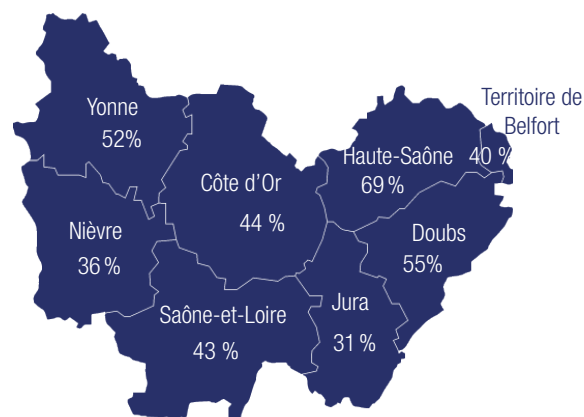 Yonne
52%
Territoire de
Belfort
40 %
Haute-Saône
69 %
Côte d’Or
44 %
Nièvre
36 %
Doubs
55%
Saône-et-Loire
43 %
Jura
31 %